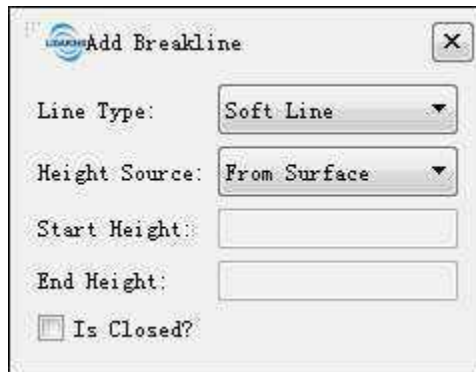 Add Breakline
Line Type: Soft Line
Height Source: From Surface
Start Height:
End Height:
Is Closed?